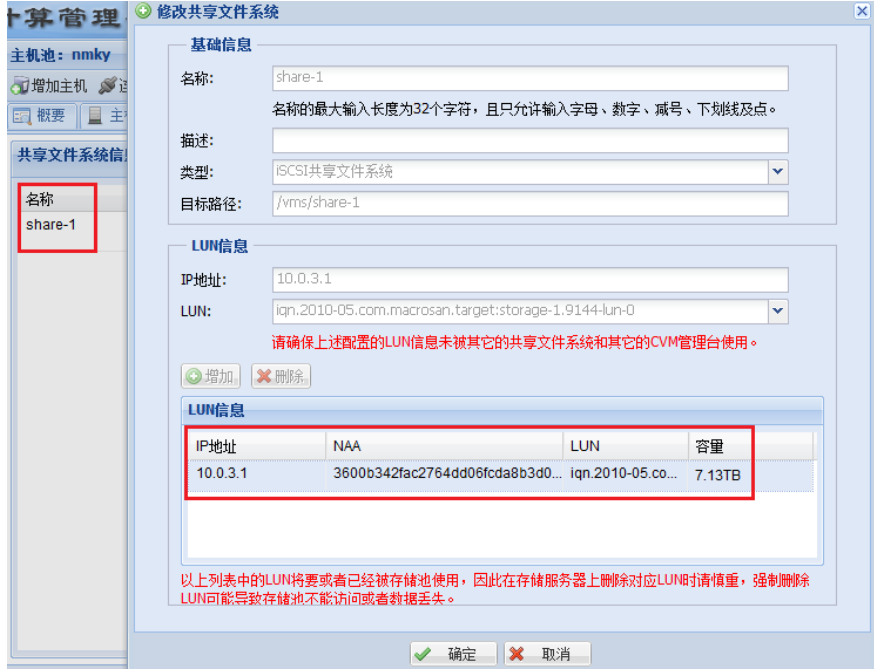 计算管理
修改共享文件系统
主机池：nmky
增加主机
概要
共享文件系统信
名称
share-1
基础信息
名称: share-1
名称的最大输入长度为32个字符，且只允许输入字母、数字、减号、下划线及点。
描述:
类型: iSCSI共享文件系统
目标路径: /vms/share-1
LUN信息
IP地址: 10.0.3.1
LUN: iqn.2010-05.com.macrosan.target:storage-1.9144-lun-0
请确保上述配置的LUN信息未被其它的共享文件系统和其它的CVM管理台使用。
增加 删除
LUN信息
IP地址 NAA LUN 容量
10.0.3.1 3600b342fac2764dd06fcda8b3d0... iqn.2010-05.co... 7.13TB
以上列表中的LUN将要或者已经被存储池使用，因此在存储服务器上删除对应LUN时请慎重，强制删除
LUN可能导致存储池不能访问或者数据丢失。
确定 取消